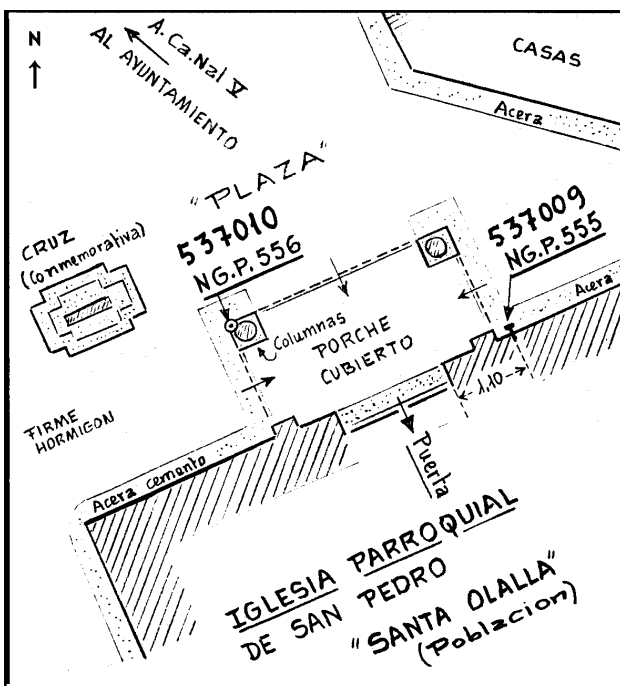 N
A. Ca.Nal V
AL AYUNTAMIENTO
CASAS
Acera
"PLAZA"
537010
NG.P.556
537009
NG.P.555
CRUZ
(Conmemorativa)
Acera
Columnas
PORCHE
CUBIERTO
1,10
FIRME
HORMIGON
Acera cemento
Puerta
IGLESIA PARROQUIAL
DE SAN PEDRO
"SANTA OLALLA"
(Poblacion)